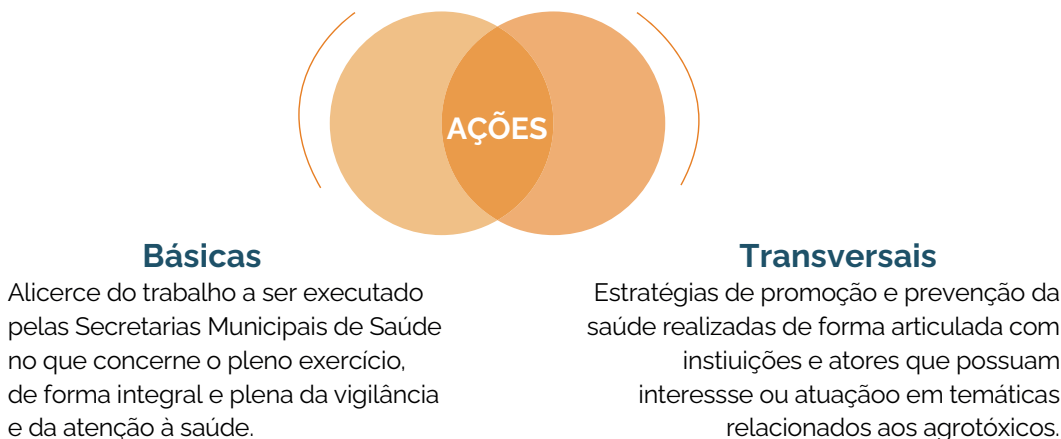 AÇÕES
Básicas
Alicerce do trabalho a ser executado
pelas Secretarias Municipais de Saúde
no que concerne o pleno exercício,
de forma integral e plena da vigilância
e da atenção à saúde.
Transversais
Estratégias de promoção e prevenção da
saúde realizadas de forma articulada com
instiuições e atores que possuam
interessse ou atuaçãoo em temáticas
relacionados aos agrotóxicos.